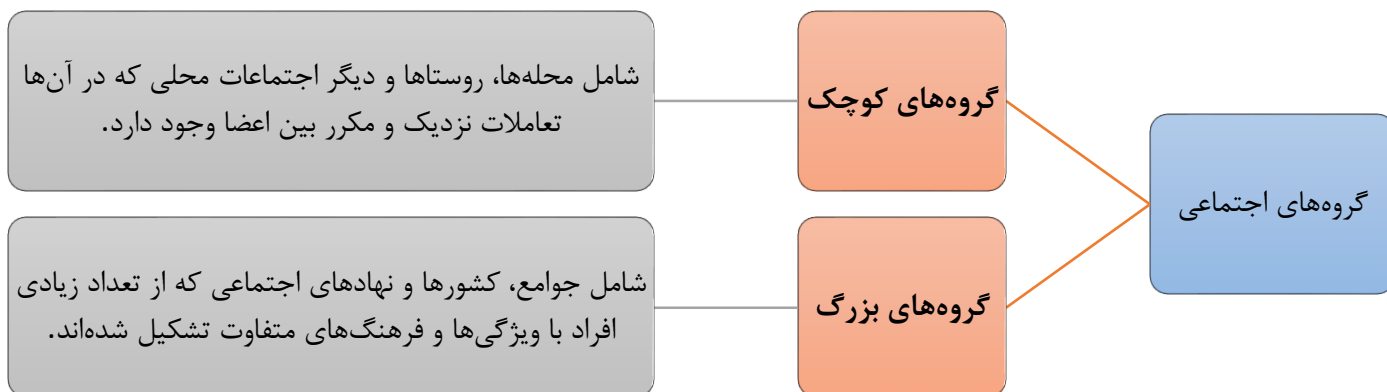 گروه‌های اجتماعی
گروه‌های کوچک
شامل محله‌ها، روستاها و دیگر اجتماعات محلی که در آن‌ها
تعاملات نزدیک و مکرر بین اعضا وجود دارد.
گروه‌های بزرگ
شامل جوامع، کشورها و نهادهای اجتماعی که از تعداد زیادی
افراد با ویژگی‌ها و فرهنگ‌های متفاوت تشکیل شده‌اند.